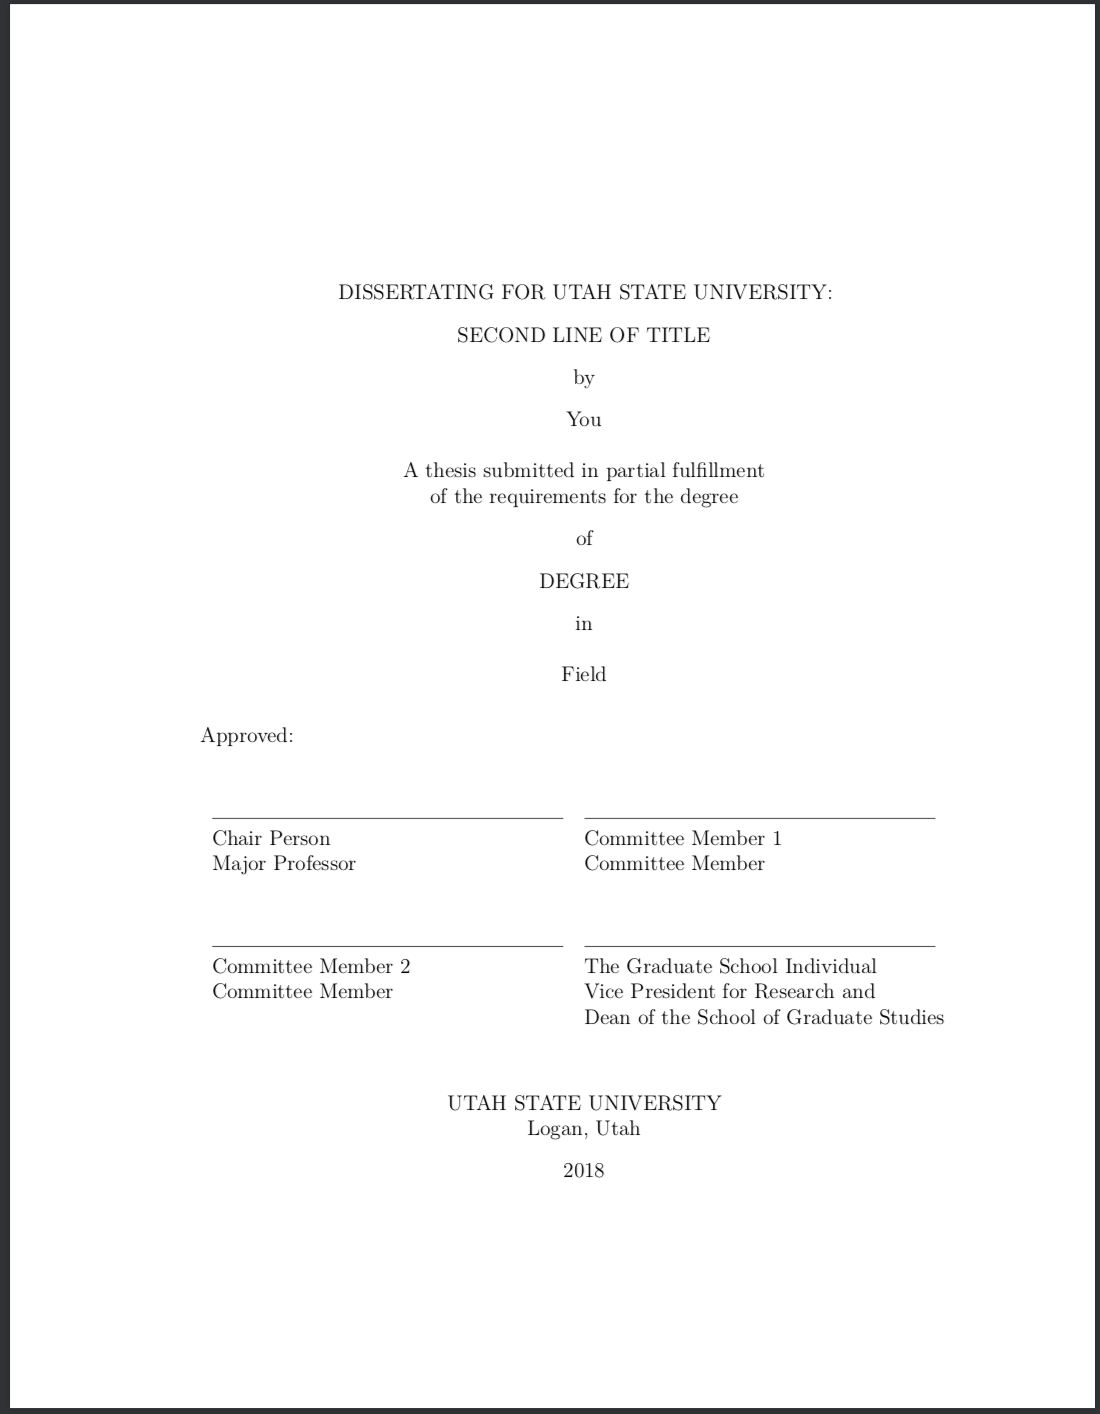 DISSERTATING FOR UTAH STATE UNIVERSITY:
SECOND LINE OF TITLE
by
You
A thesis submitted in partial fulfillment
of the requirements for the degree
of
DEGREE
in
Field
Approved:
Chair Person
Major Professor
Committee Member 1
Committee Member
Committee Member 2
Committee Member
The Graduate School Individual
Vice President for Research and
Dean of the School of Graduate Studies
UTAH STATE UNIVERSITY
Logan, Utah
2018